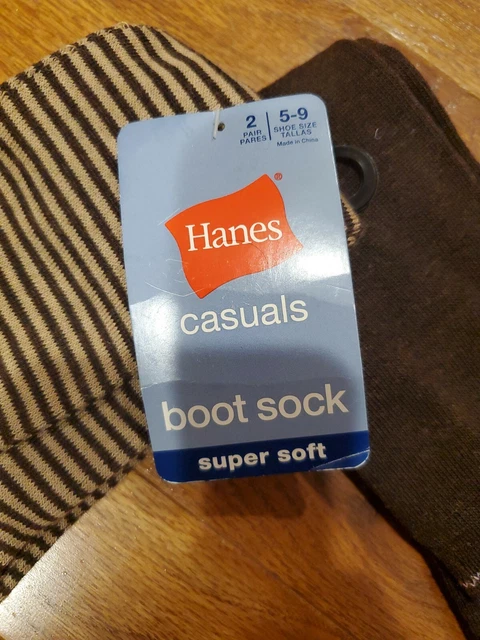 2
PAIR
PARES
5-9
SHOE SIZE
TALLAS
Made in China
Hanes®
casuals
boot sock
super soft